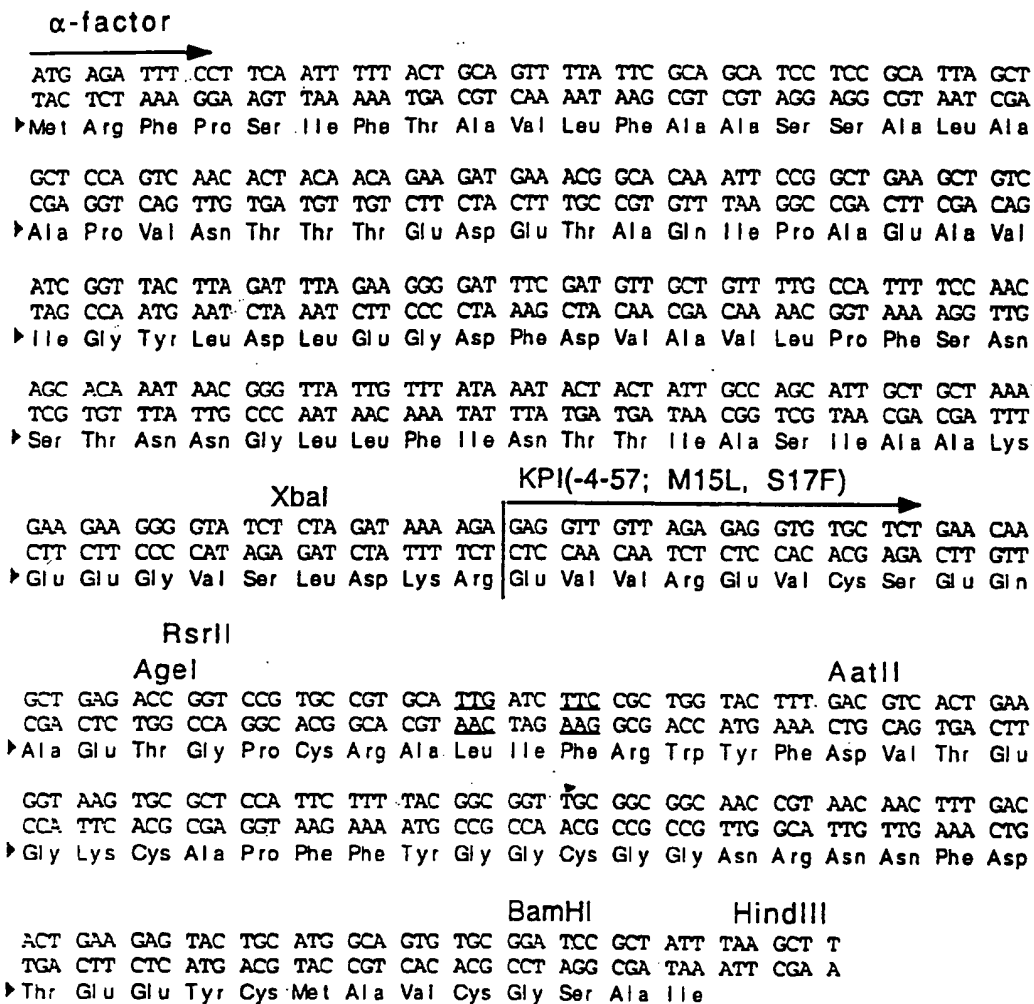 α-factor
ATG AGA TTT CCT TCA ATT TTT ACT GCA GTT TTA TTC GCA GCA TCC TCC GCA TTA GCT
TAC TCT AAA GGA AGT TAA AAA TGA CGT CAA AAT AAG CGT CGT AGG AGG CGT AAT CGA
Met Arg Phe Pro Ser Ile Phe Thr Ala Val Leu Phe Ala Ala Ser Ser Ala Leu Ala
GCT CCA GTC AAC ACT ACA ACA GAA GAT GAA ACG GCA CAA ATT CCG GCT GAA GCT GTC
CGA GGT CAG TTG TGA TGT TGT CTT CTA CTT TGC CGT GTT TAA GGC CGA CTT CGA CAG
Ala Pro Val Asn Thr Thr Thr Glu Asp Glu Thr Ala Gln Ile Pro Ala Glu Ala Val
ATC GGT TAC TTA GAT TTA GAA GGG GAT TTC GAT GTT GCT GTT TTG CCA TTT TCC AAC
TAG CCA ATG AAT CTA AAT CTT CCC CTA AAG CTA CAA CGA CAA AAC GGT AAA AGG TTG
Ile Gly Tyr Leu Asp Leu Glu Gly Asp Phe Asp Val Ala Val Leu Pro Phe Ser Asn
AGC ACA AAT AAC GGG TTA TTG TTT ATA AAT ACT ACT ATT GCC AGC ATT GCT GCT AAA
TCG TGT TTA TTG CCC AAT AAC AAA TAT TTA TGA TGA TAA CGG TCG TAA CGA CGA TTT
Ser Thr Asn Asn Gly Leu Leu Phe Ile Asn Thr Thr Ile Ala Ser Ile Ala Ala Lys
XbaI KPI(-4-57; M15L, S17F)
GAA GAA GGG GTA TCT CTA GAT AAA AGA GAG GTT GTT AGA GAG GTG TGC TCT GAA CAA
CTT CTT CCC CAT AGA GAT CTA TTT TCT CTC CAA CAA TCT CTC CAC ACG AGA CTT GTT
Glu Glu Gly Val Ser Leu Asp Lys Arg Glu Val Val Arg Glu Val Cys Ser Glu Gln
RsrII
AgeI AatII
GCT GAG ACC GGT CCG TGC CGT GCA TTG ATC TTC CGC TGG TAC TTT GAC GTC ACT GAA
CGA CTC TGG CCA GGC ACG GCA CGT AAC TAG AAG GCG ACC ATG AAA CTG CAG TGA CTT
Ala Glu Thr Gly Pro Cys Arg Ala Leu Ile Phe Arg Trp Tyr Phe Asp Val Thr Glu
GGT AAG TGC GCT CCA TTC TTT TAC GGC GGT TGC GGC GGC AAC CGT AAC AAC TTT GAC
CCA TTC ACG CGA GGT AAG AAA ATG CCG CCA ACG CCG CCG TTG GCA TTG TTG AAA CTG
Gly Lys Cys Ala Pro Phe Phe Tyr Gly Gly Cys Gly Gly Asn Arg Asn Asn Phe Asp
BamHI HindIII
ACT GAA GAG TAC TGC ATG GCA GTG TGC GGA TCC GCT ATT TAA GCT T
TGA CTT CTC ATG ACG TAC CGT CAC ACG CCT AGG CGA TAA ATT CGA A
Thr Glu Glu Tyr Cys Met Ala Val Cys Gly Ser Ala Ile